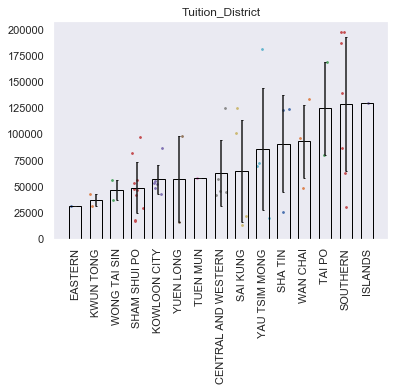 Tuition_District
200000
175000
150000
125000
100000
75000
50000
25000
0
EASTERN
KWUN TONG
WONG TAI SIN
SHAM SHUI PO
KOWLOON CITY
YUEN LONG
TUEN MUN
CENTRAL AND WESTERN
SAI KUNG
YAU TSIM MONG
SHA TIN
WAN CHAI
TAI PO
SOUTHERN
ISLANDS